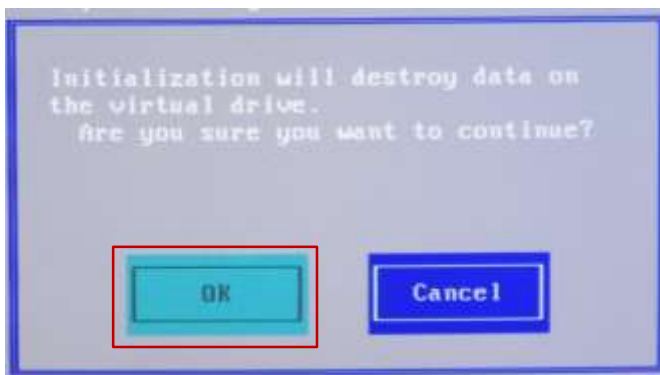 Initialization will destroy data on
the virtual drive.
Are you sure you want to continue?
OK
Cancel